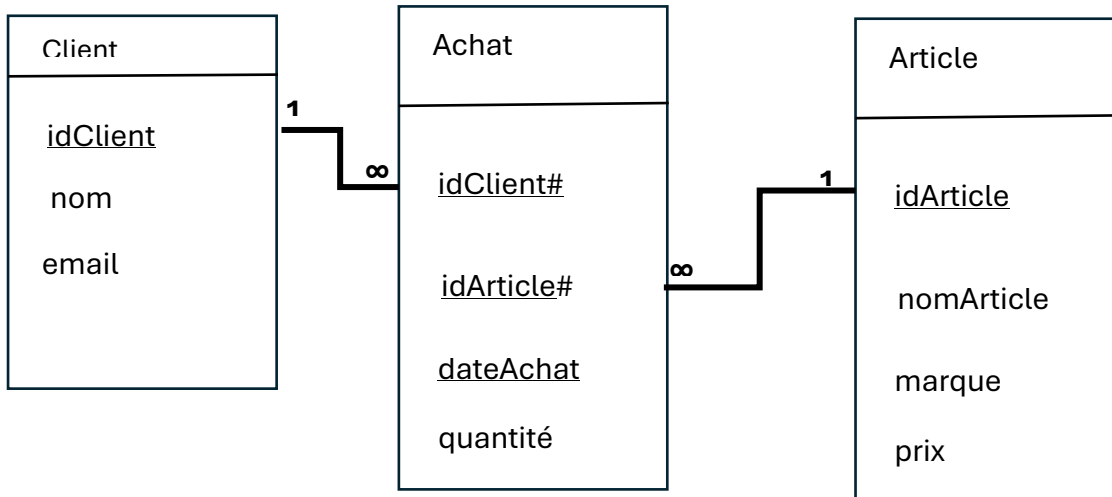 Client
idClient
nom
email
1
∞
Achat
idClient#
idArticle#
dateAchat
quantité
∞
1
Article
idArticle
nomArticle
marque
prix